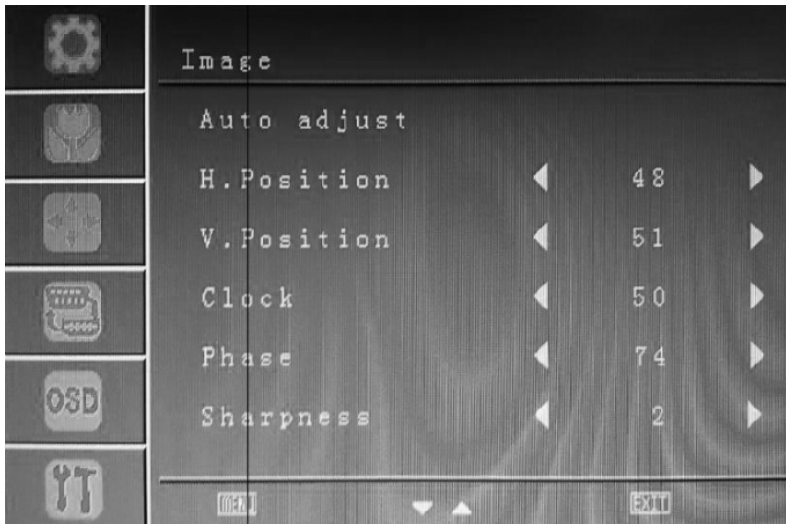 Image
Auto adjust
H.Position 48
V.Position 51
Clock 50
Phase 74
Sharpness 2
OSD
MENU EXIT